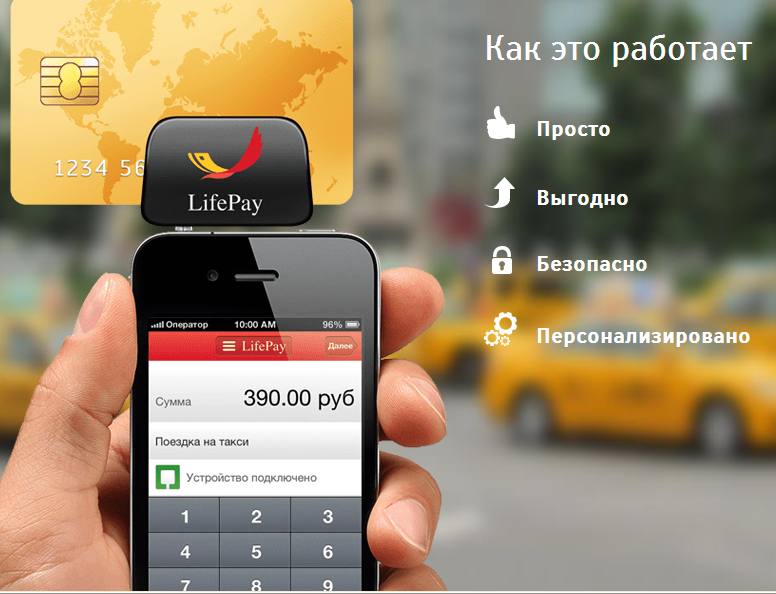 Как это работает
1234 56
LifePay
Просто
Выгодно
Безопасно
Персонализировано
Оператор 10:00 AM 96%
LifePay Далее
Сумма 390.00 руб
Поездка на такси
Устройство подключено
1 2 3
4 5 6
7 8 9